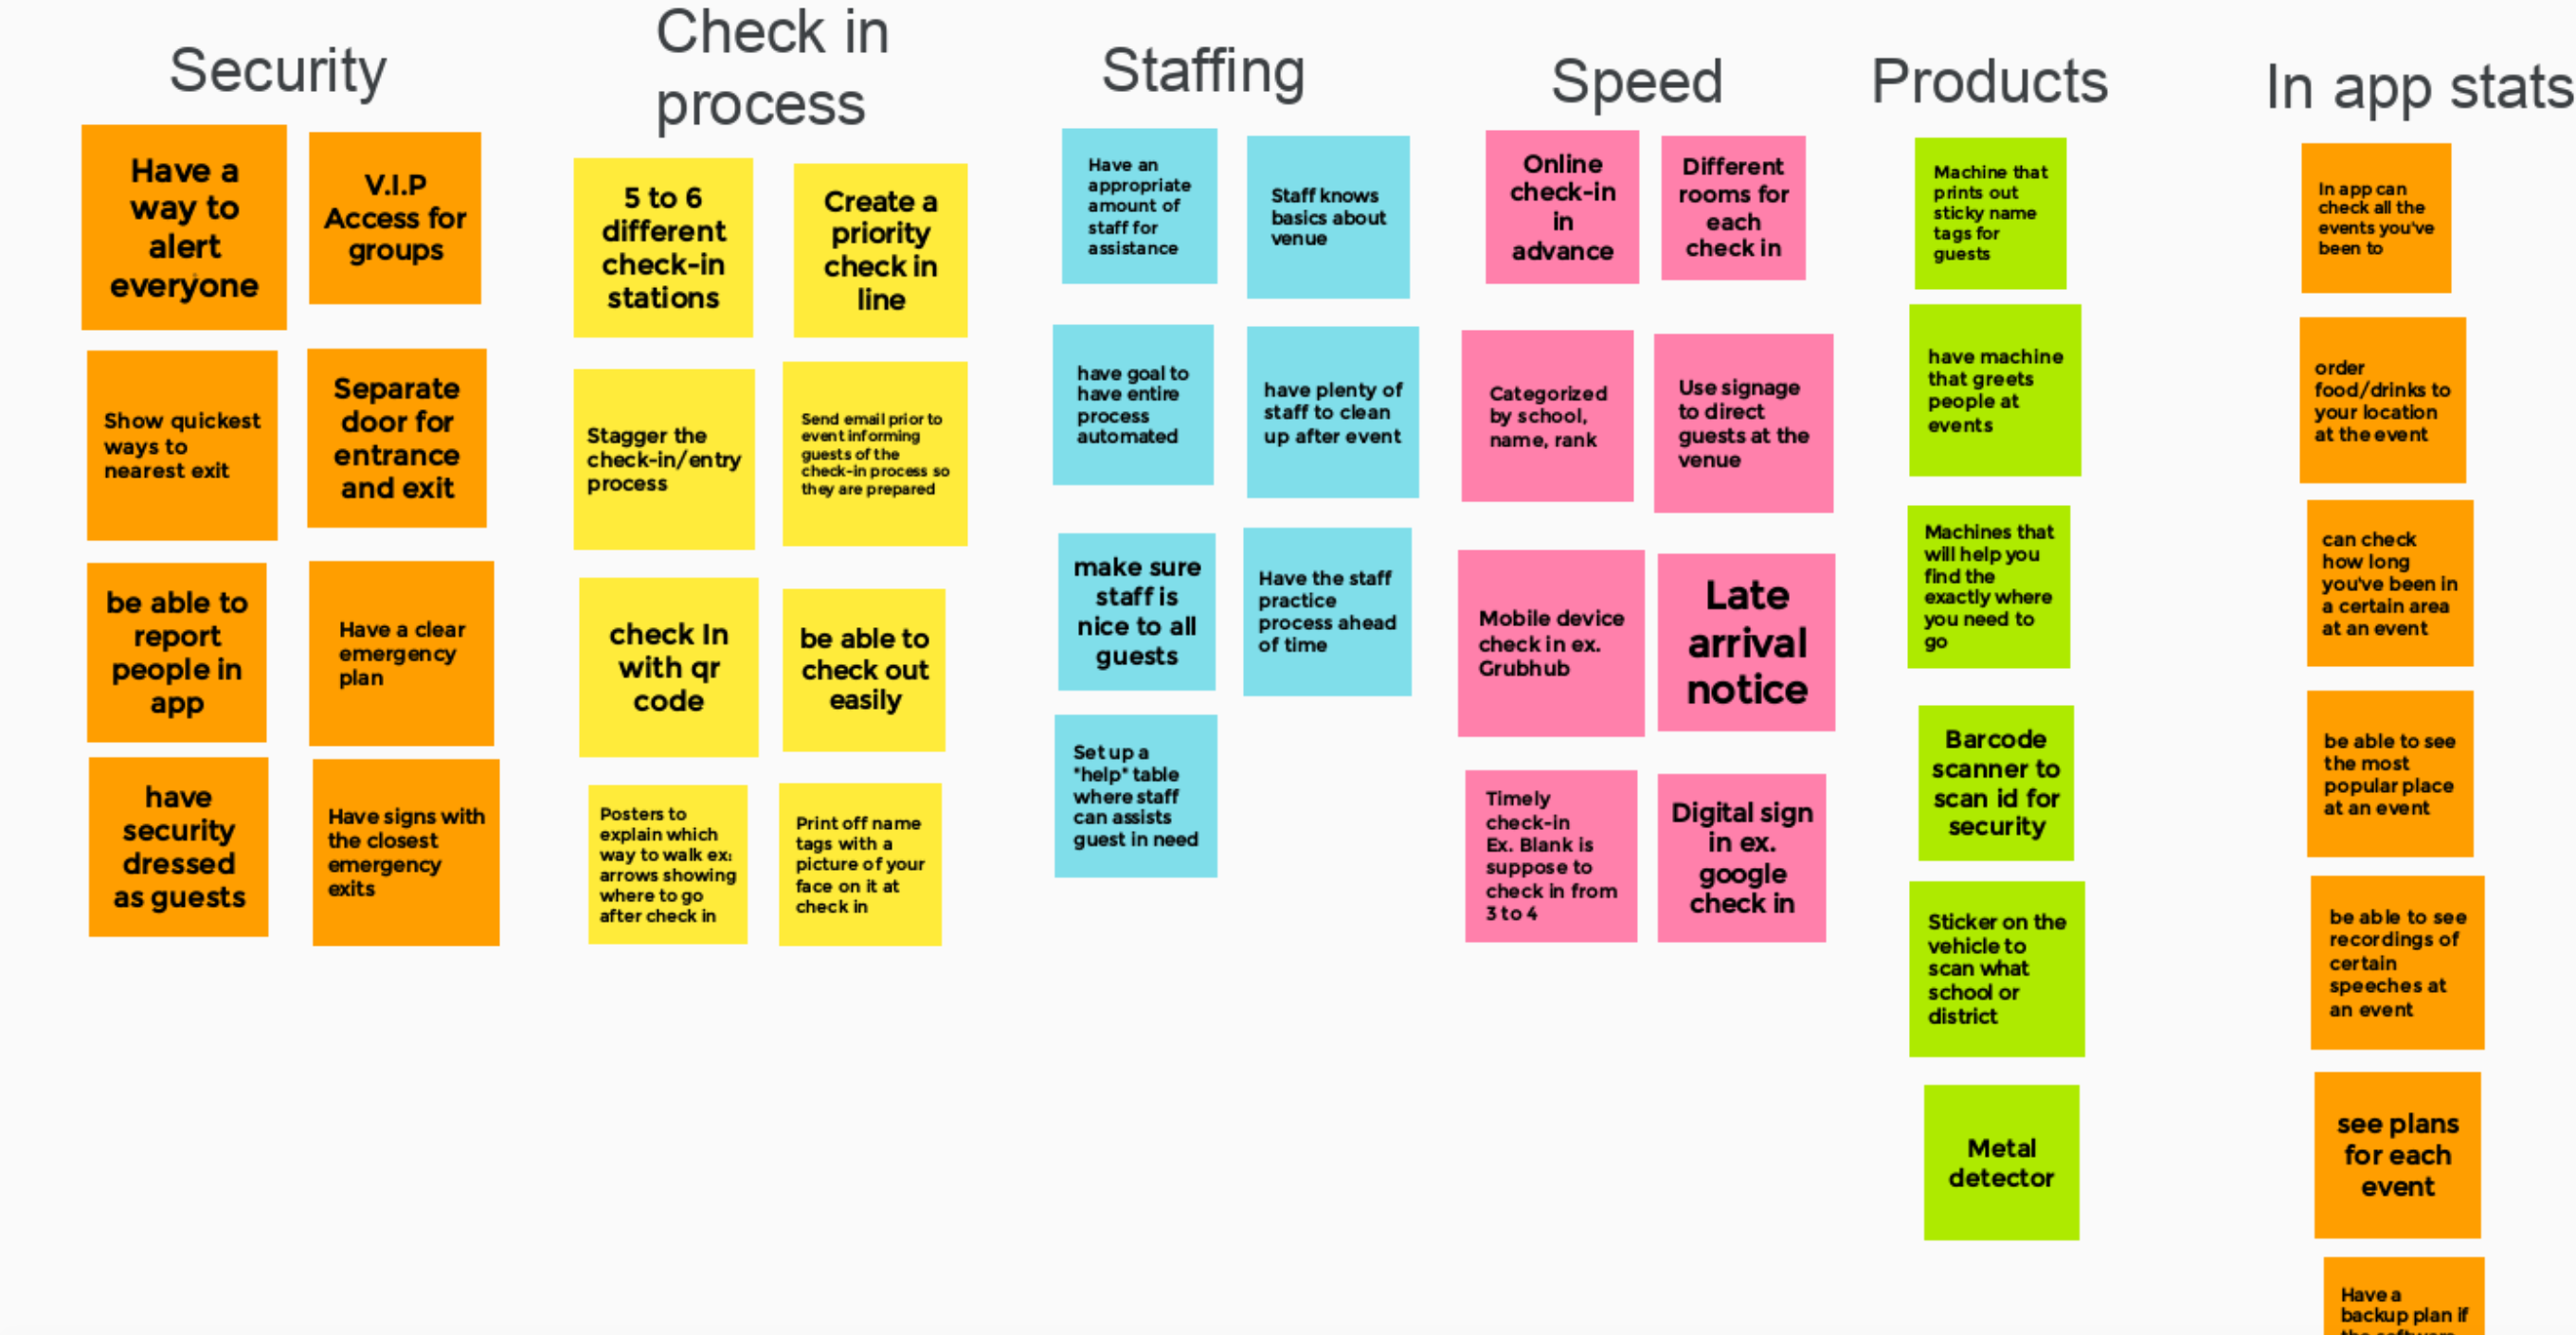 Security
Have a
way to
alert
everyone
V.I.P
Access for
groups
Show quickest
ways to
nearest exit
Separate
door for
entrance
and exit
be able to
report
people in
app
Have a clear
emergency
plan
have
security
dressed
as guests
Have signs with
the closest
emergency
exits
Check in
process
5 to 6
different
check-in
stations
Create a
priority
check in
line
Stagger the
check-in/entry
process
Send email prior to
event informing
guests of the
check-in process so
they are prepared
check In
with qr
code
be able to
check out
easily
Posters to
explain which
way to walk ex:
arrows showing
where to go
after check in
Print off name
tags with a
picture of your
face on it at
check in
Staffing
Have an
appropriate
amount of
staff for
assistance
Staff knows
basics about
venue
have goal to
have entire
process
automated
have plenty of
staff to clean
up after event
make sure
staff is
nice to all
guests
Have the staff
practice
process ahead
of time
Set up a
"help" table
where staff
can assists
guest in need
Speed
Online
check-in
in
advance
Different
rooms for
each
check in
Categorized
by school,
name, rank
Use signage
to direct
guests at the
venue
Mobile device
check in ex.
Grubhub
Late
arrival
notice
Timely
check-in
Ex. Blank is
suppose to
check in from
3 to 4
Digital sign
in ex.
google
check in
Products
Machine that
prints out
sticky name
tags for
guests
have machine
that greets
people at
events
Machines that
will help you
find the
exactly where
you need to
go
Barcode
scanner to
scan id for
security
Sticker on the
vehicle to
scan what
school or
district
Metal
detector
In app stats
In app can
check all the
events you've
been to
order
food/drinks to
your location
at the event
can check
how long
you've been in
a certain area
at an event
be able to see
the most
popular place
at an event
be able to see
recordings of
certain
speeches at
an event
see plans
for each
event
Have a
backup plan if
the software